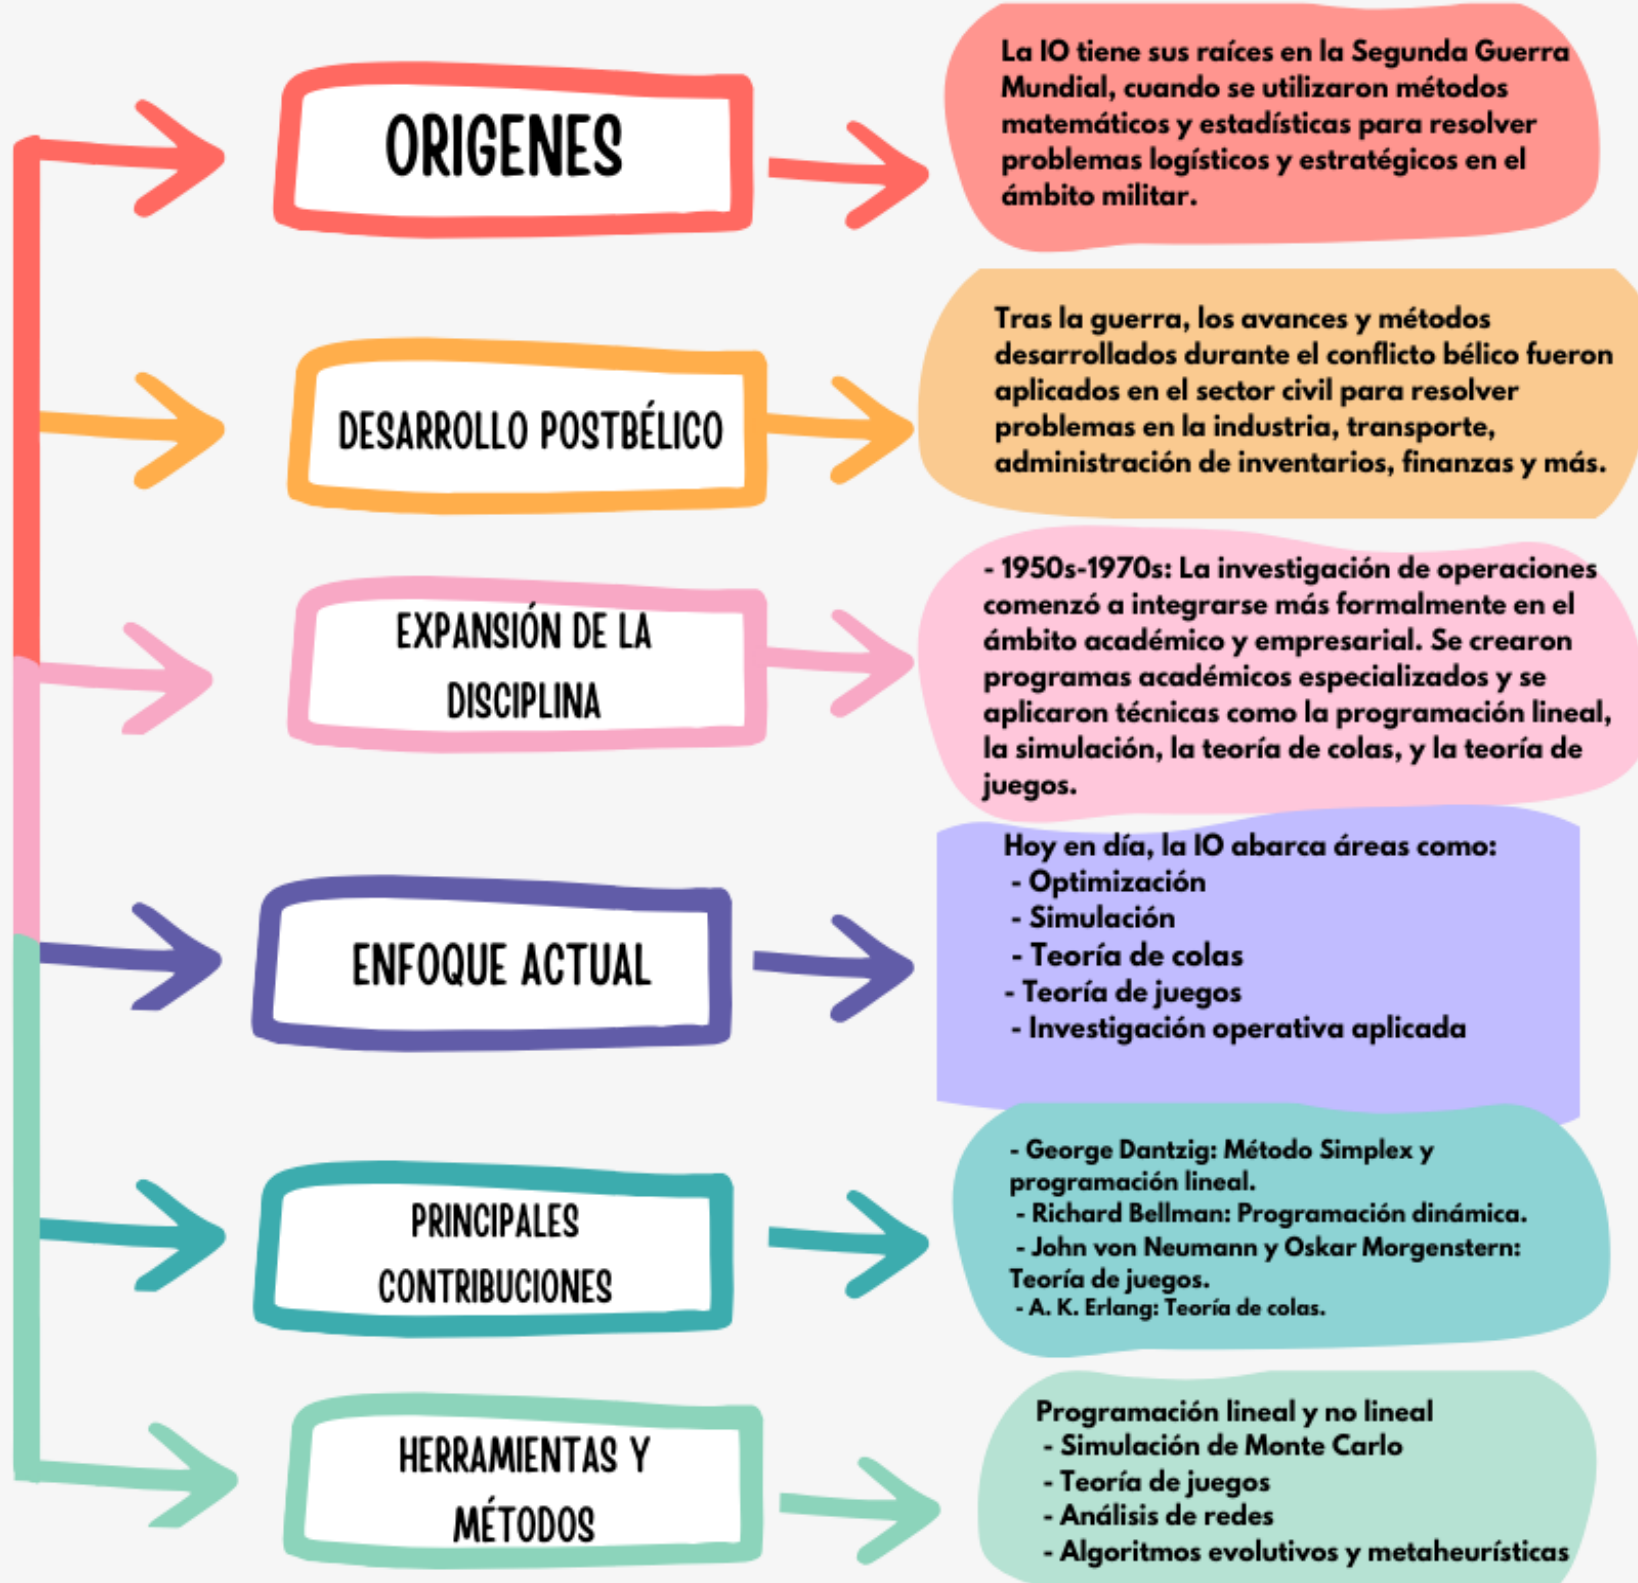 ORIGENES
La IO tiene sus raíces en la Segunda Guerra
Mundial, cuando se utilizaron métodos
matemáticos y estadísticas para resolver
problemas logísticos y estratégicos en el
ámbito militar.
DESARROLLO POSTBÉLICO
Tras la guerra, los avances y métodos
desarrollados durante el conflicto bélico fueron
aplicados en el sector civil para resolver
problemas en la industria, transporte,
administración de inventarios, finanzas y más.
EXPANSIÓN DE LA
DISCIPLINA
- 1950s-1970s: La investigación de operaciones
comenzó a integrarse más formalmente en el
ámbito académico y empresarial. Se crearon
programas académicos especializados y se
aplicaron técnicas como la programación lineal,
la simulación, la teoría de colas, y la teoría de
juegos.
ENFOQUE ACTUAL
Hoy en día, la IO abarca áreas como:
- Optimización
- Simulación
- Teoría de colas
- Teoría de juegos
- Investigación operativa aplicada
PRINCIPALES
CONTRIBUCIONES
- George Dantzig: Método Simplex y
programación lineal.
- Richard Bellman: Programación dinámica.
- John von Neumann y Oskar Morgenstern:
Teoría de juegos.
- A. K. Erlang: Teoría de colas.
HERRAMIENTAS Y
MÉTODOS
Programación lineal y no lineal
- Simulación de Monte Carlo
- Teoría de juegos
- Análisis de redes
- Algoritmos evolutivos y metaheurísticas